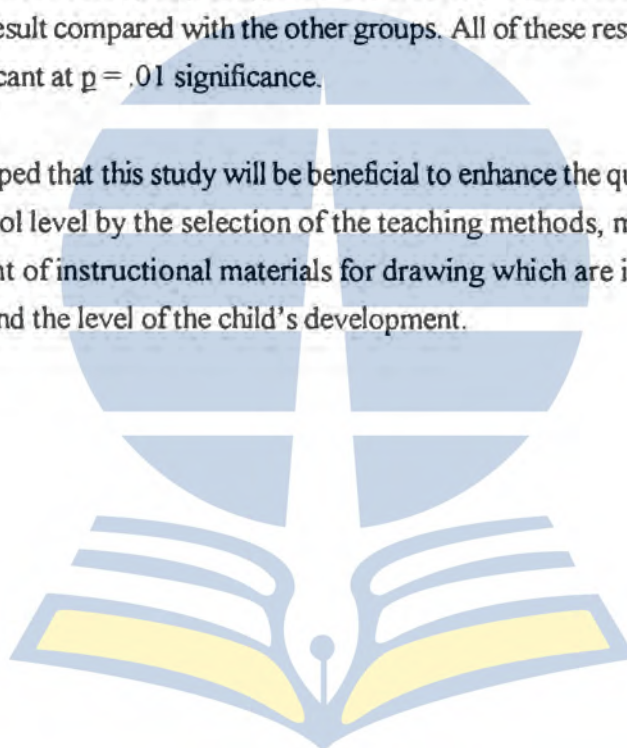 esult compared with the other groups. All of these res
cant at p = .01 significance.
ped that this study will be beneficial to enhance the qu
ol level by the selection of the teaching methods, m
t of instructional materials for drawing which are i
nd the level of the child's development.